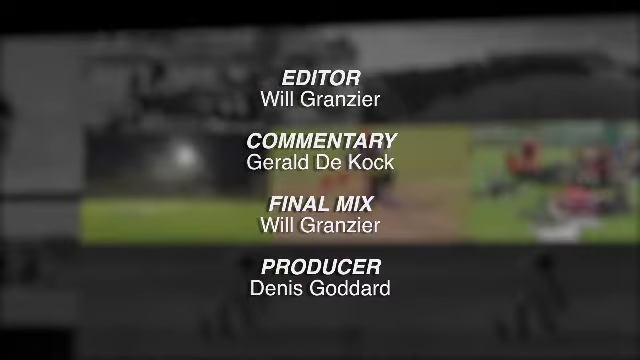 EDITOR
Will Granzier
COMMENTARY
Gerald De Kock
FINAL MIX
Will Granzier
PRODUCER
Denis Goddard